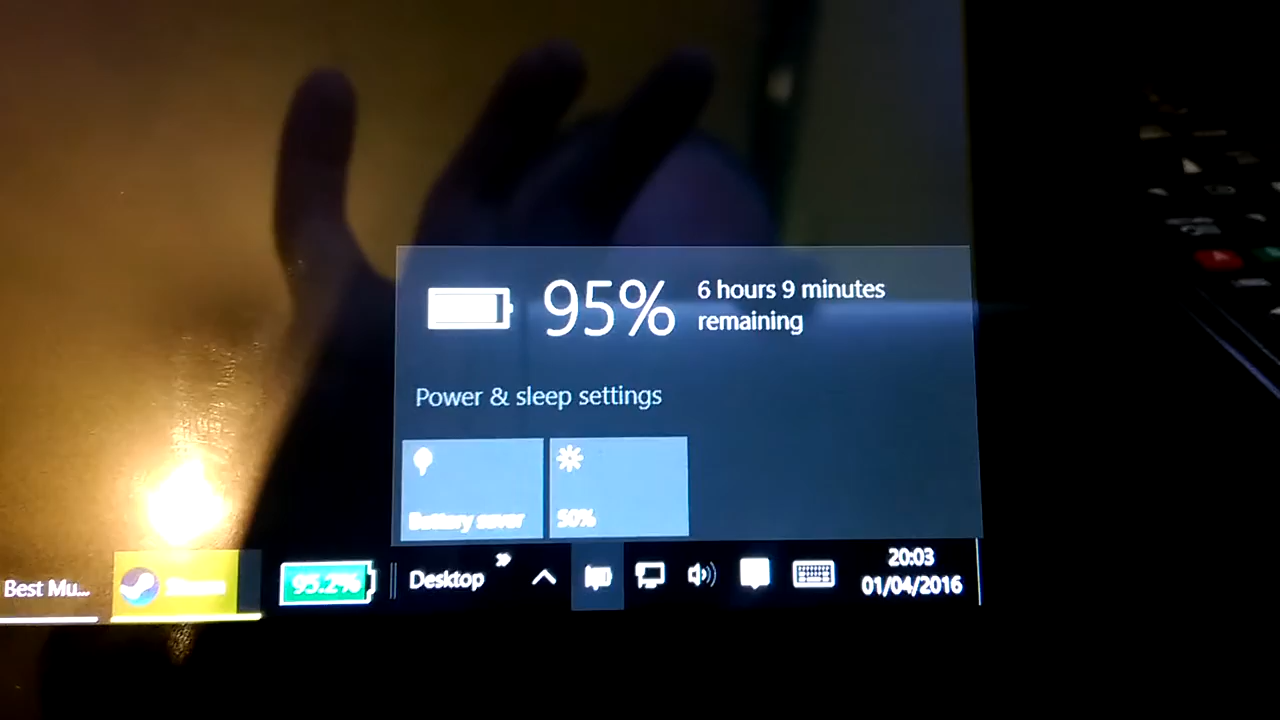 95%
6 hours 9 minutes
remaining
Power & sleep settings
Battery saver
50%
Best Mu...
Steam
95.2%
Desktop
»
20:03
01/04/2016